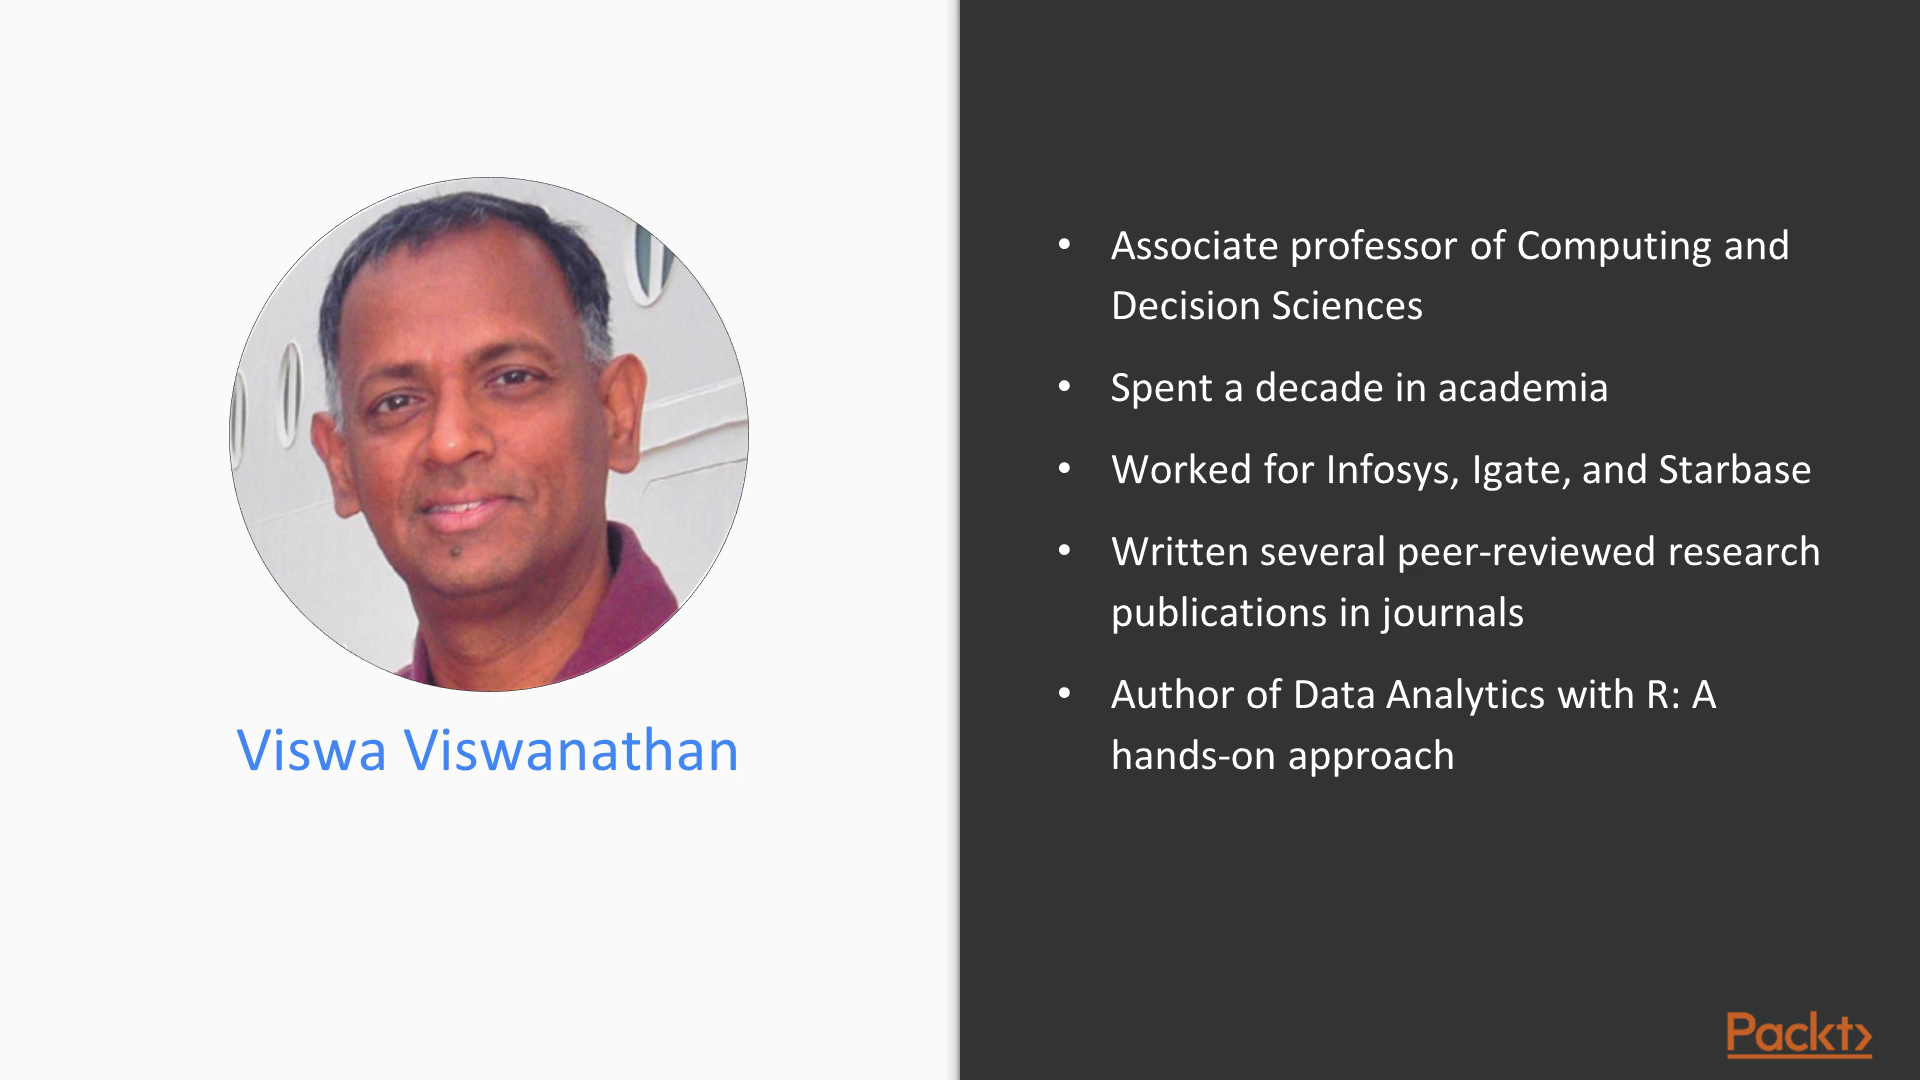 Viswa Viswanathan
• Associate professor of Computing and
Decision Sciences
• Spent a decade in academia
• Worked for Infosys, Igate, and Starbase
• Written several peer-reviewed research
publications in journals
• Author of Data Analytics with R: A
hands-on approach
Packt>